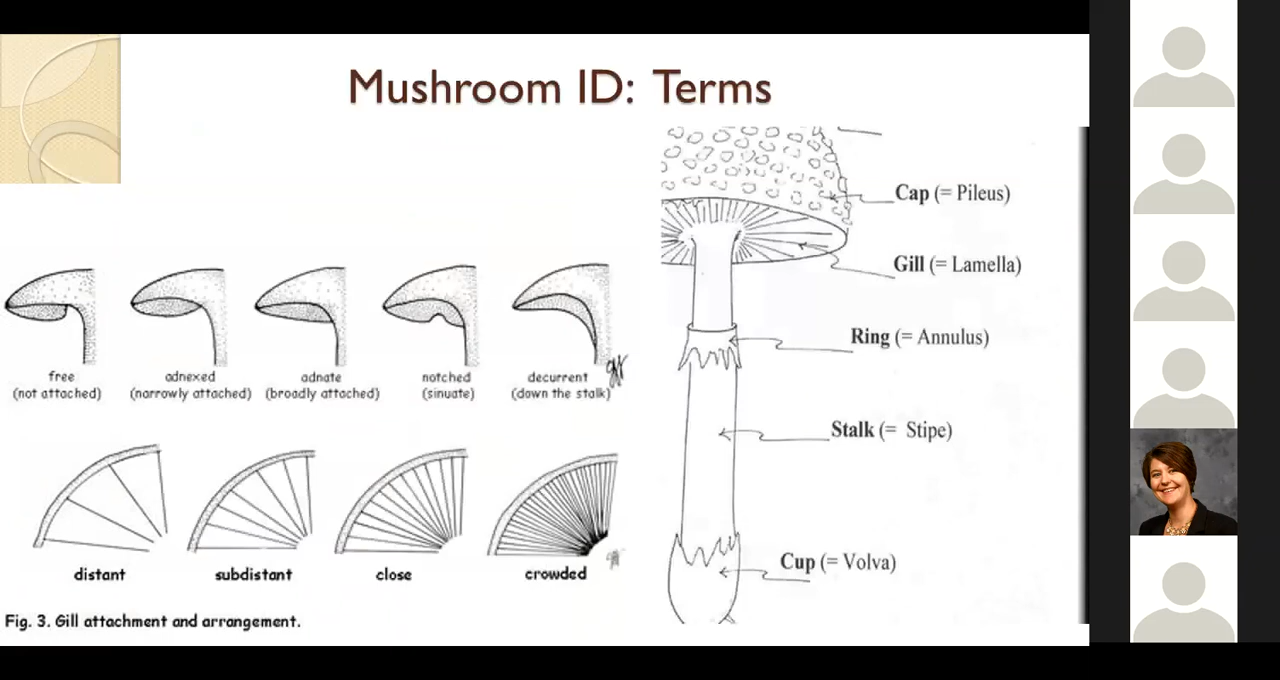 Mushroom ID: Terms
Cap (= Pileus)
Gill (= Lamella)
Ring (= Annulus)
Stalk (= Stipe)
Cup (= Volva)
free
(not attached)
adnexed
(narrowly attached)
adnate
(broadly attached)
notched
(sinuate)
decurrent
(down the stalk)
distant
subdistant
close
crowded
Fig. 3. Gill attachment and arrangement.